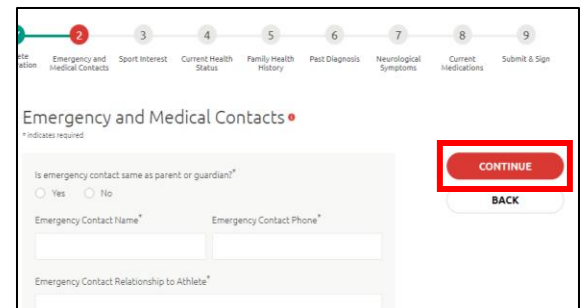 2 3 4 5 6 7 8 9
Emergency and Medical Contacts
Sport Interest
Current Health Status
Family Health History
Past Diagnosis
Neurological Symptoms
Current Medications
Submit & Sign
Emergency and Medical Contacts
* indicates required
Is emergency contact same as parent or guardian?*
Yes No
Emergency Contact Name* Emergency Contact Phone*
Emergency Contact Relationship to Athlete*
CONTINUE
BACK